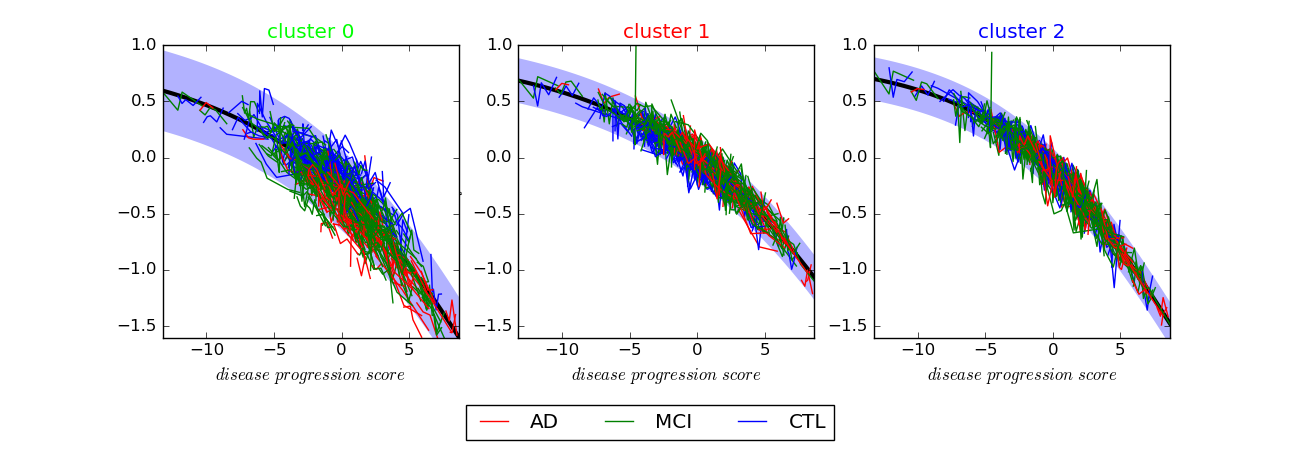 cluster 0 cluster 1 cluster 2
1.0 1.0 1.0
0.5 0.5 0.5
0.0 0.0 0.0
−0.5 −0.5 −0.5
−1.0 −1.0 −1.0
−1.5 −1.5 −1.5
−10 −5 0 5 −10 −5 0 5 −10 −5 0 5
disease progression score disease progression score disease progression score
AD MCI CTL